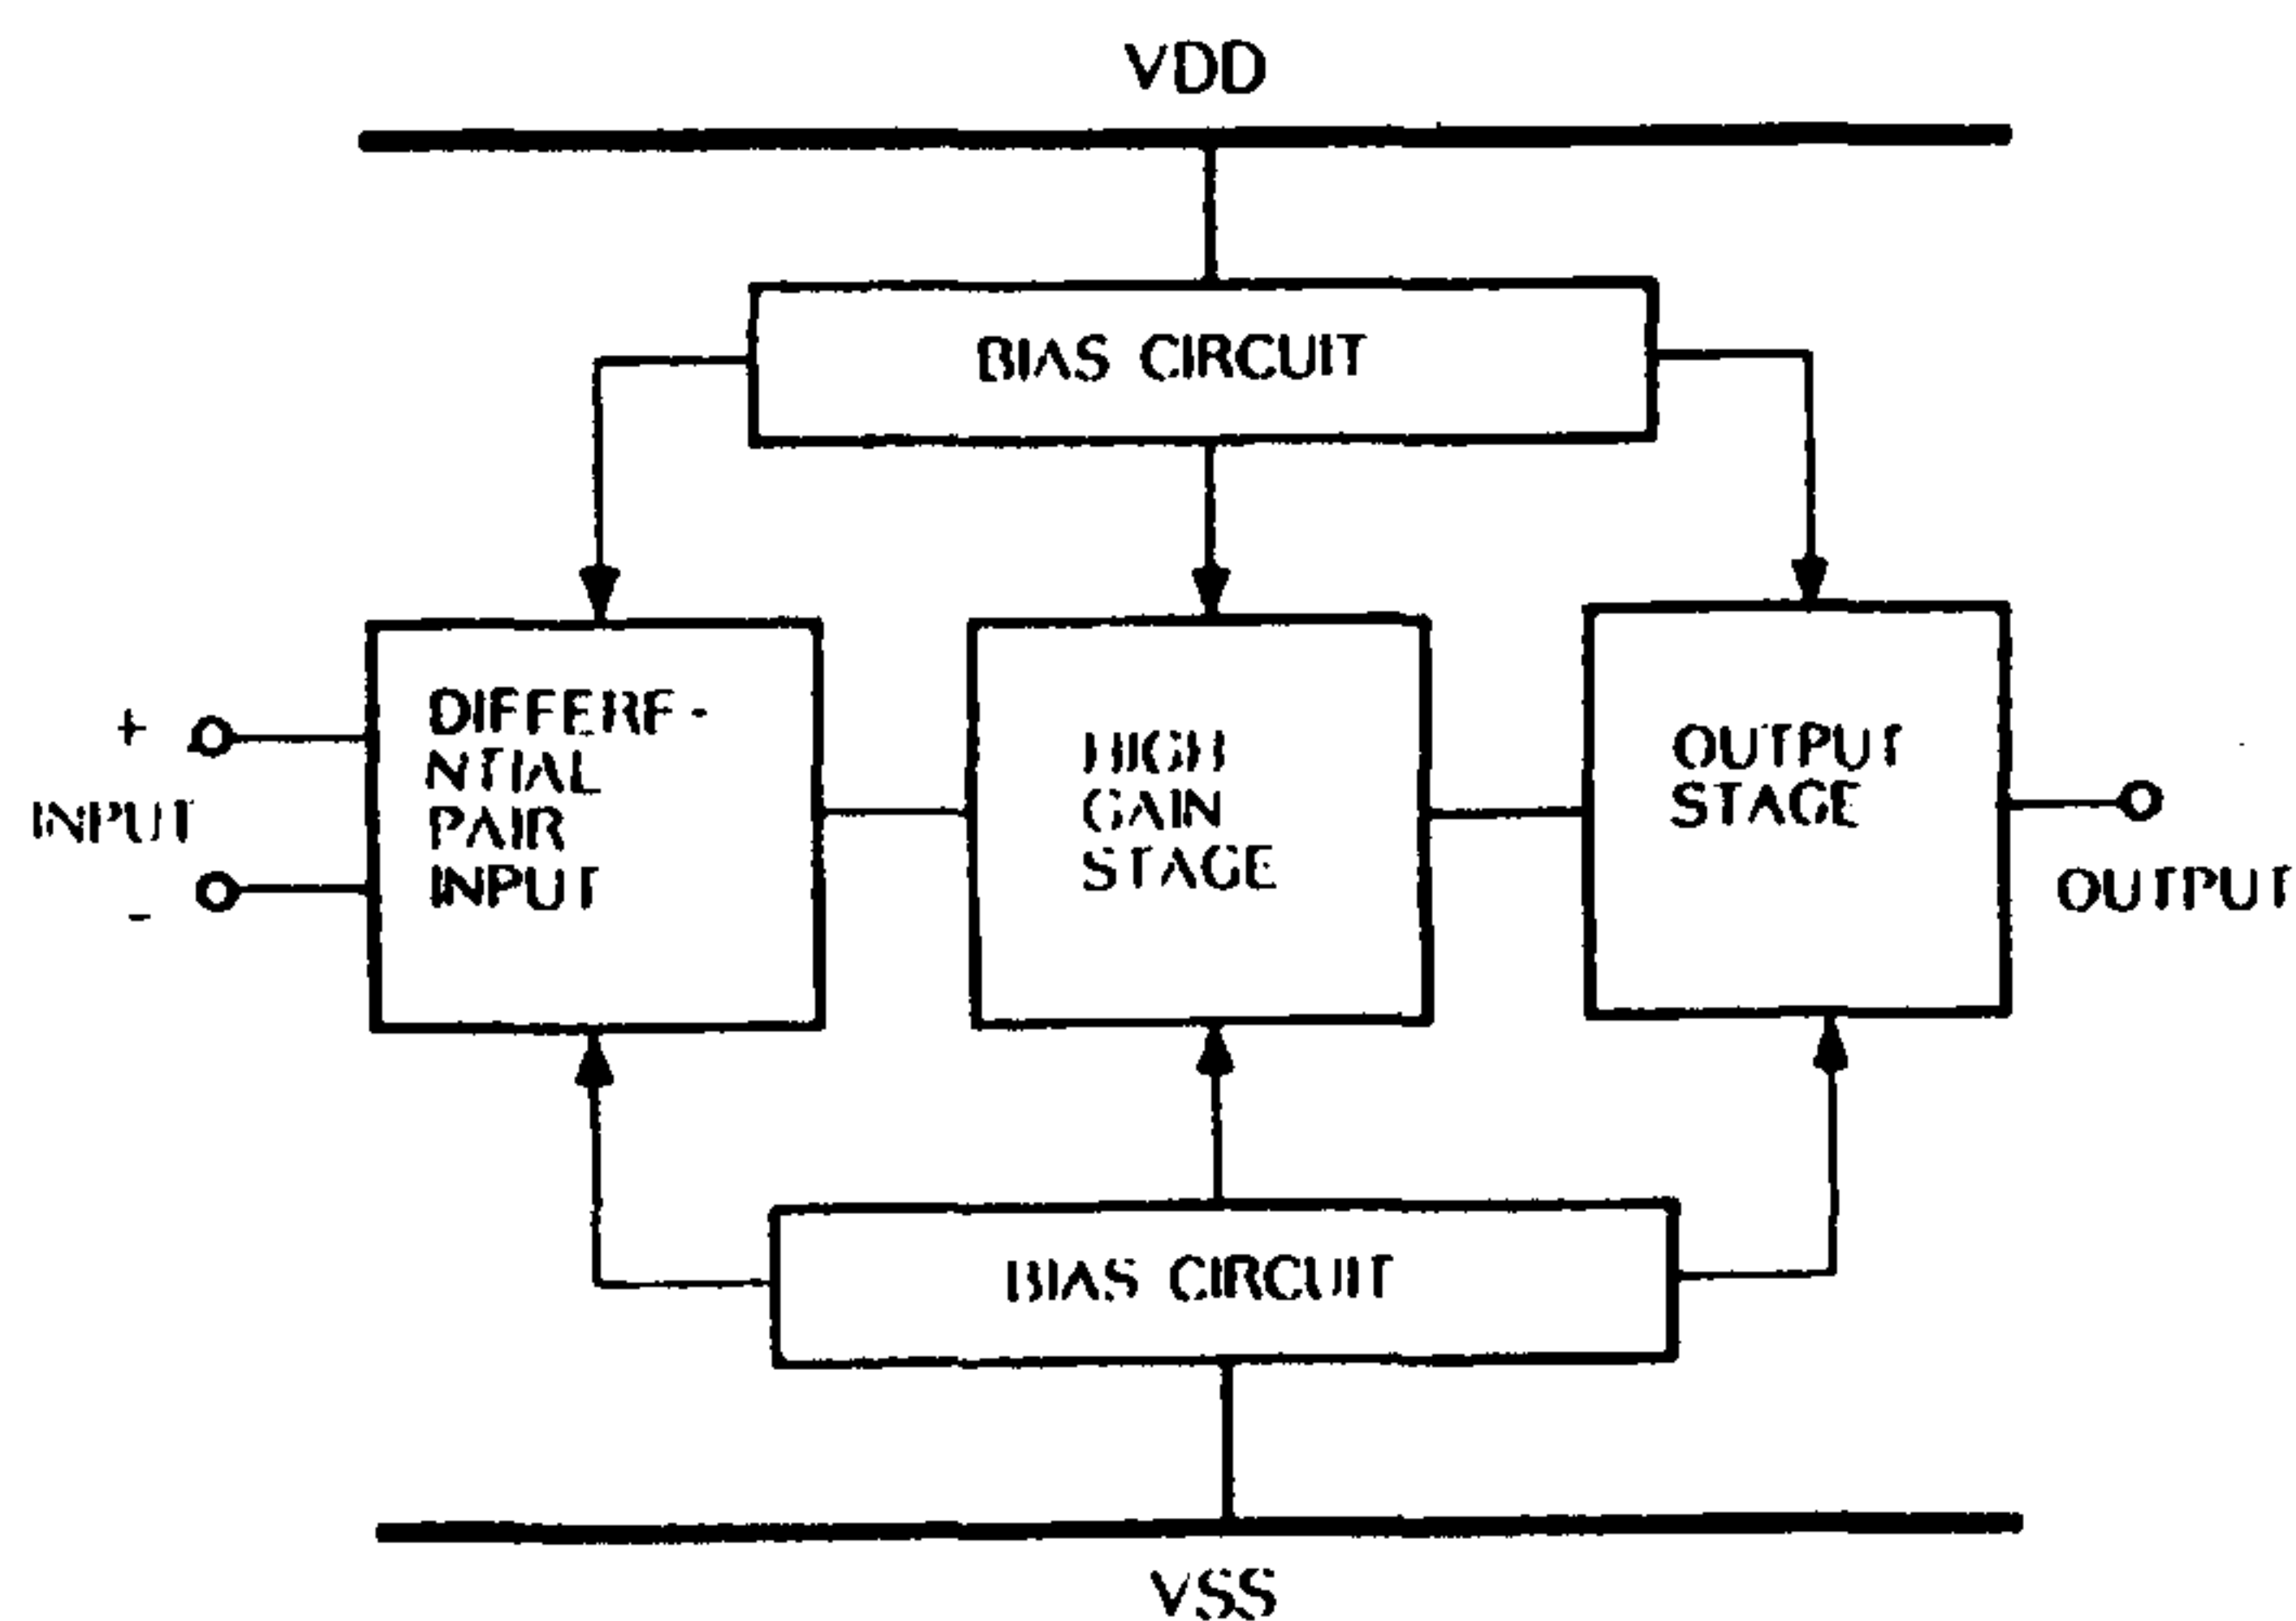 VDD
BIAS CIRCUIT
+
INPUT
-
DIFFERE-
NTIAL
PAIR
INPUT
HIGH
GAIN
STAGE
OUTPUT
STAGE
OUTPUT
BIAS CIRCUIT
VSS